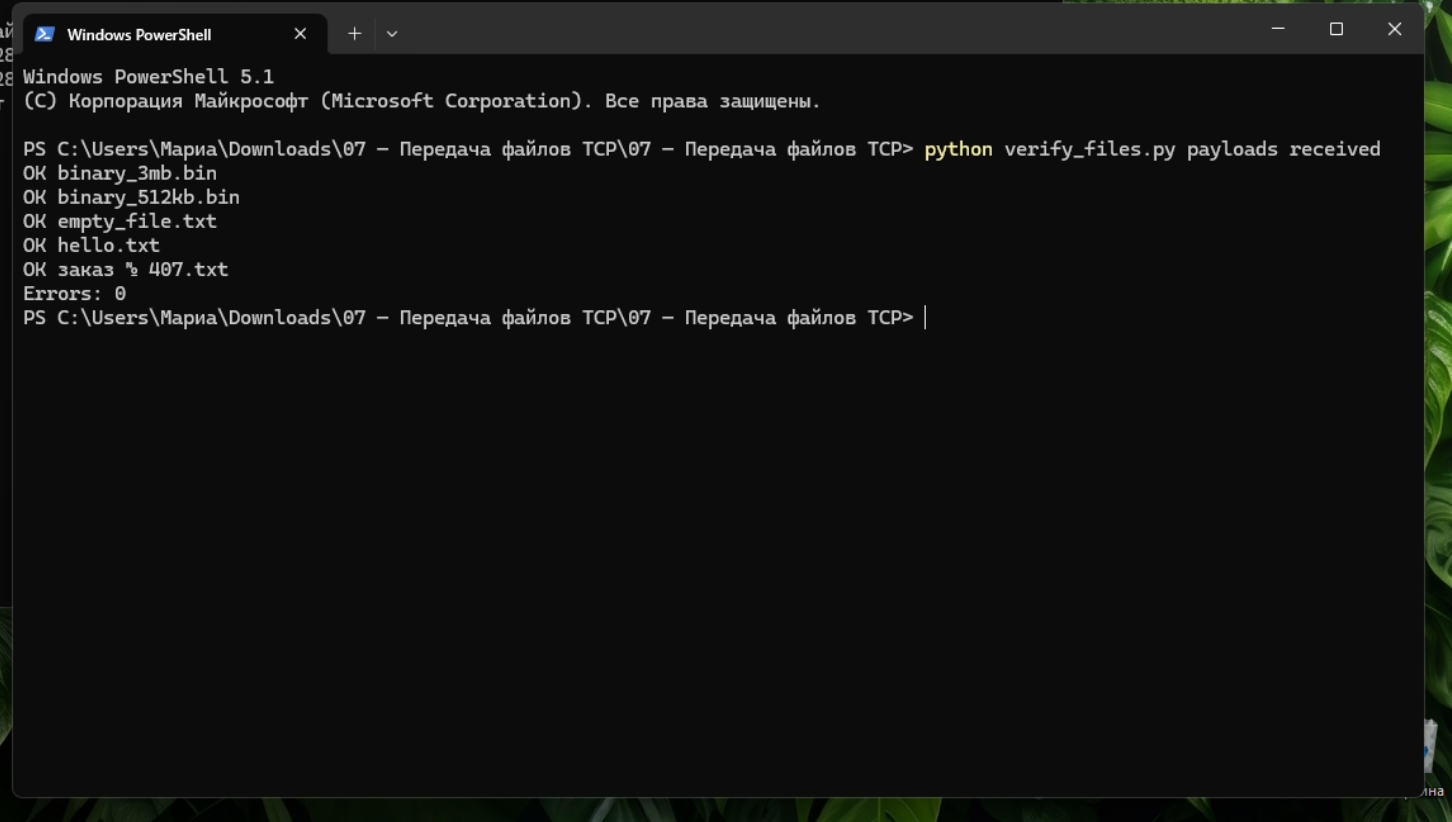 Windows PowerShell
Windows PowerShell 5.1
(C) Корпорация Майкрософт (Microsoft Corporation). Все права защищены.
PS C:\Users\Мариа\Downloads\07 — Передача файлов TCP\07 — Передача файлов TCP> python verify_files.py payloads received
OK binary_3mb.bin
OK binary_512kb.bin
OK empty_file.txt
OK hello.txt
OK заказ № 407.txt
Errors: 0
PS C:\Users\Мариа\Downloads\07 — Передача файлов TCP\07 — Передача файлов TCP>